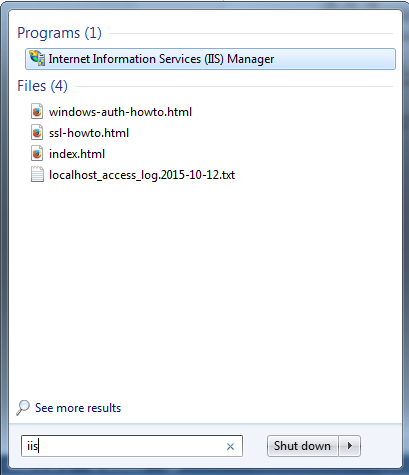 Programs (1)
Internet Information Services (IIS) Manager
Files (4)
windows-auth-howto.html
ssl-howto.html
index.html
localhost_access_log.2015-10-12.txt
See more results
iis
Shut down